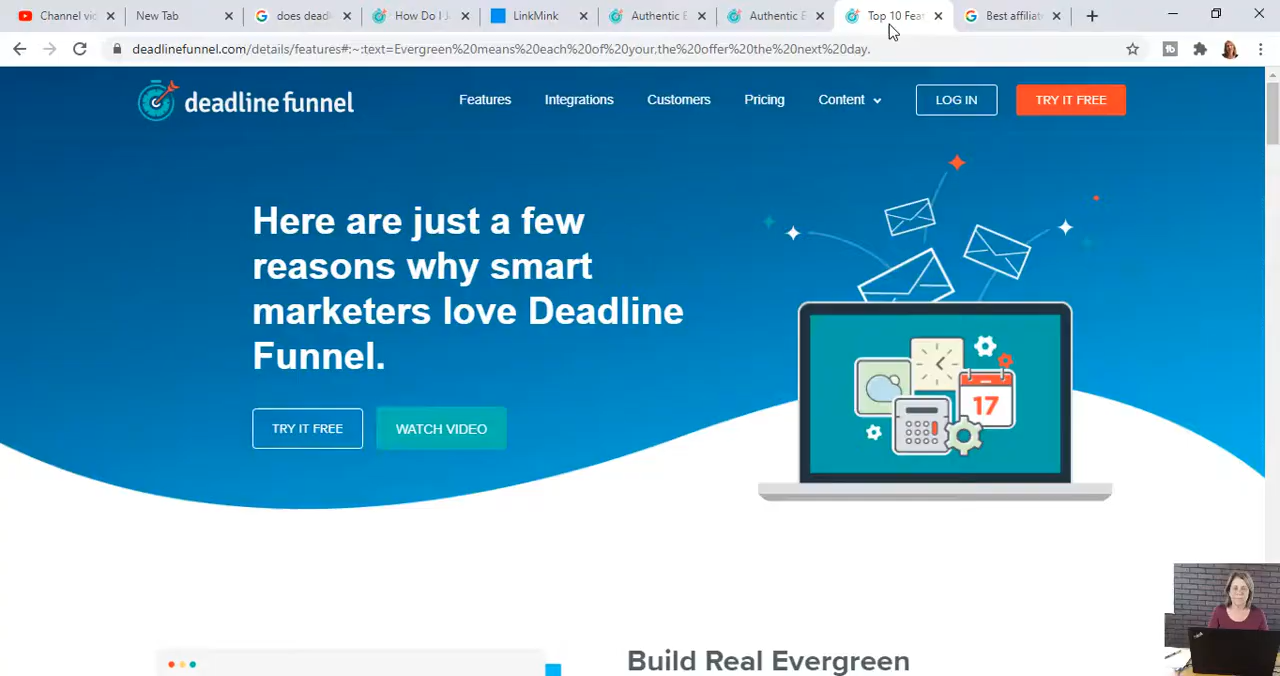 Channel vid
New Tab
does deadl
How Do I J
LinkMink
Authentic E
Authentic E
Top 10 Feat
Best affiliat
deadlinefunnel.com/details/features#:~:text=Evergreen%20means%20each%20of%20your,the%20offer%20the%20next%20day.
deadline funnel
Features
Integrations
Customers
Pricing
Content
LOG IN
TRY IT FREE
Here are just a few
reasons why smart
marketers love Deadline
Funnel.
TRY IT FREE
WATCH VIDEO
17
Build Real Evergreen